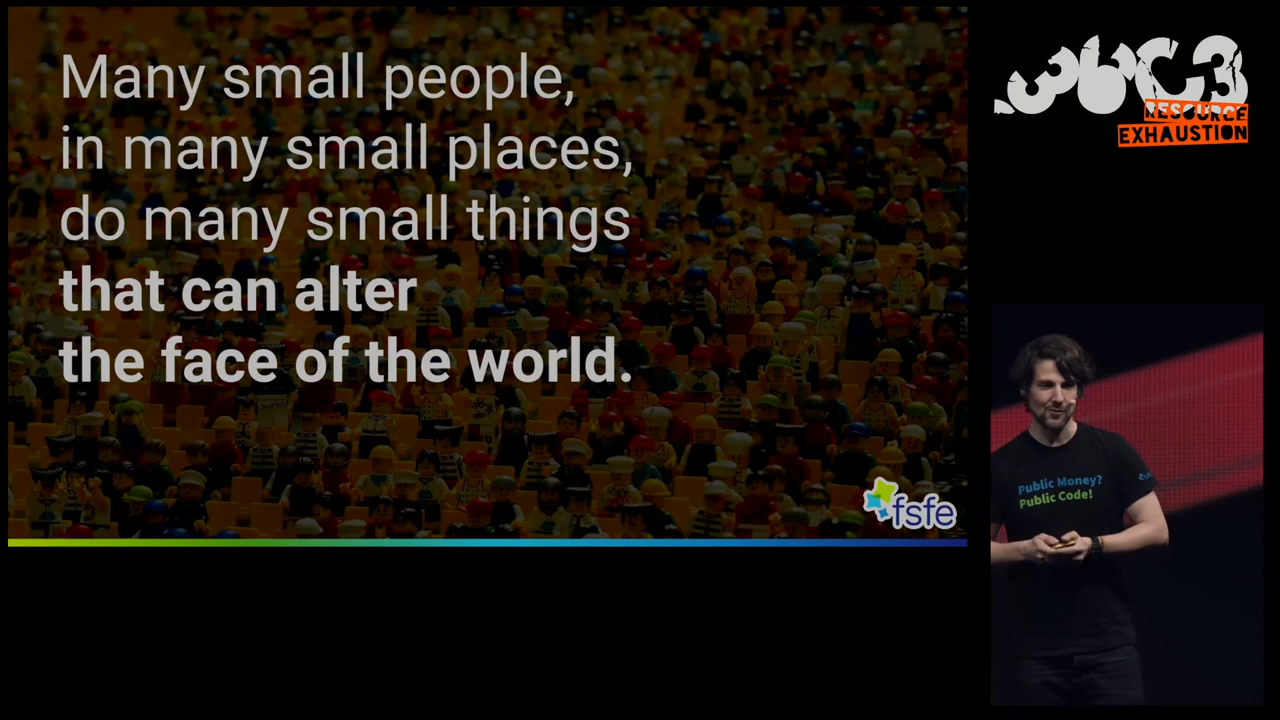 Many small people,
in many small places,
do many small things
that can alter
the face of the world.
fsfe
36C3
RESOURCE
EXHAUSTION
Public Money?
Public Code!